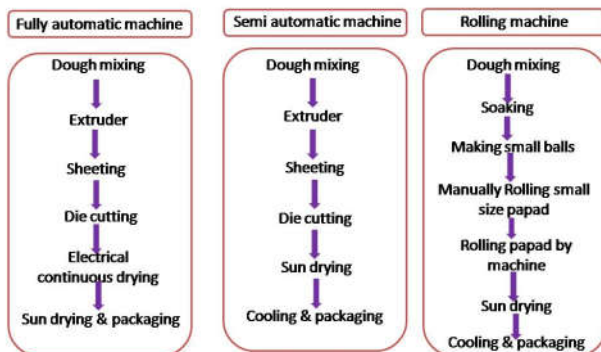 Fully automatic machine
Dough mixing
Extruder
Sheeting
Die cutting
Electrical
continuous drying
Sun drying & packaging
Semi automatic machine
Dough mixing
Extruder
Sheeting
Die cutting
Sun drying
Cooling & packaging
Rolling machine
Dough mixing
Soaking
Making small balls
Manually Rolling small
size papad
Rolling papad by
machine
Sun drying
Cooling & packaging